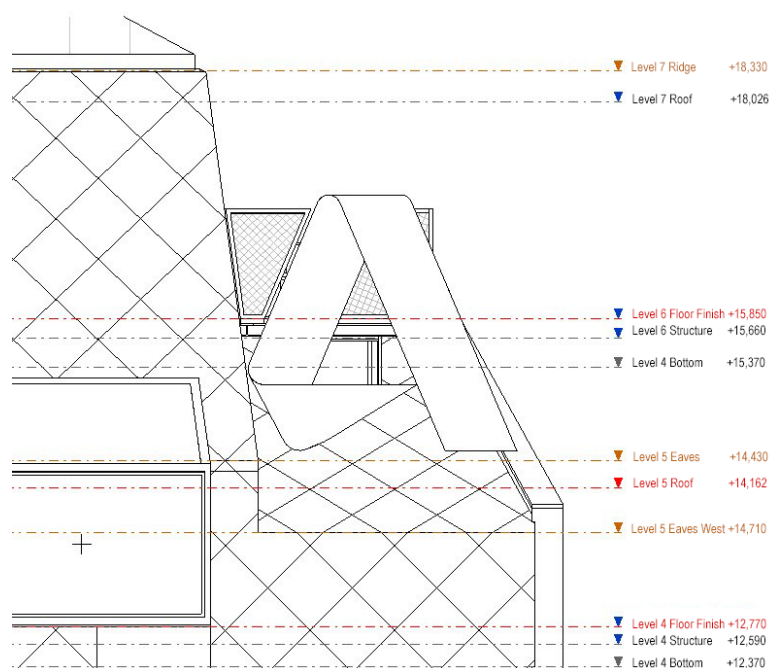 Level 7 Ridge +18,330
Level 7 Roof +18,026
Level 6 Floor Finish +15,850
Level 6 Structure +15,660
Level 4 Bottom +15,370
Level 5 Eaves +14,430
Level 5 Roof +14,162
Level 5 Eaves West +14,710
Level 4 Floor Finish +12,770
Level 4 Structure +12,590
Level 4 Bottom +12,370